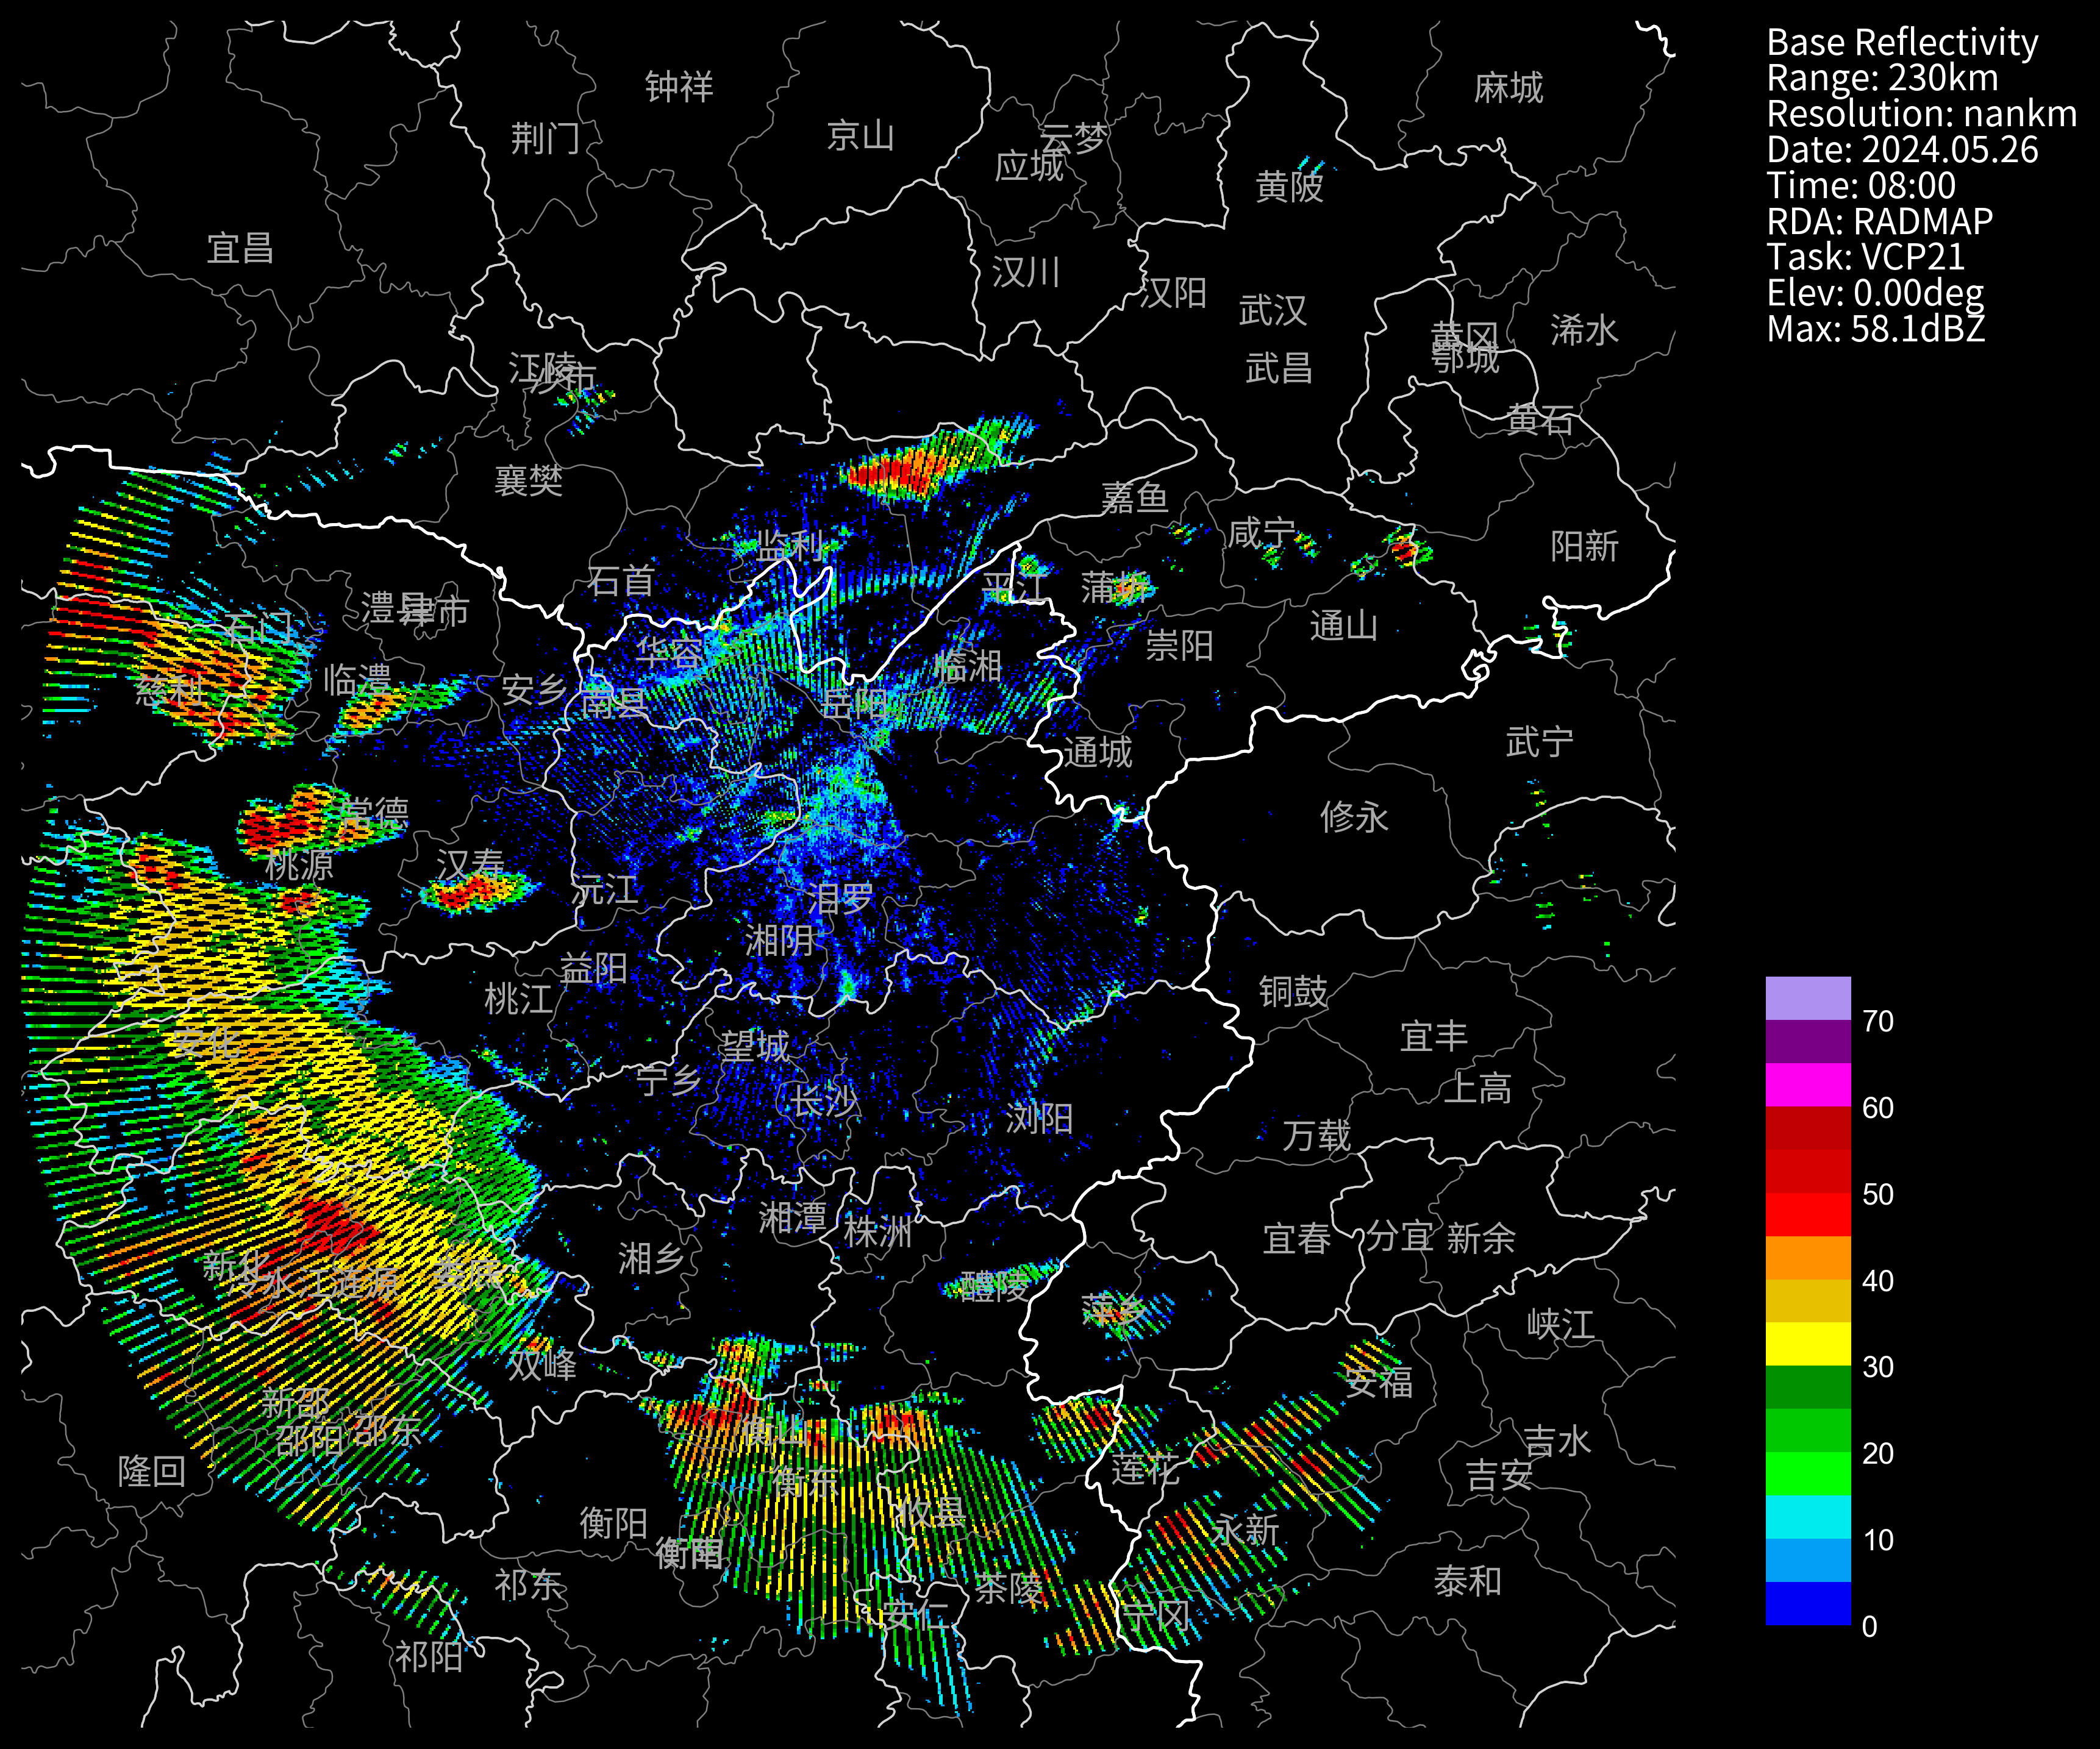 Base Reflectivity
Range: 230km
Resolution: nankm
Date: 2024.05.26
Time: 08:00
RDA: RADMAP
Task: VCP21
Elev: 0.00deg
Max: 58.1dBZ
钟祥
麻城
荆门
京山
云梦
应城
黄陂
宜昌
汉川
汉阳
武汉
黄冈
浠水
鄂城
江陵
沙市
武昌
黄石
襄樊
嘉鱼
咸宁
监利
阳新
石首
平江
蒲圻
澧县
津市
石门
通山
华容
崇阳
临湘
临澧
慈利
安乡
南县
岳阳
通城
武宁
常德
修永
桃源
汉寿
沅江
汨罗
湘阴
益阳
桃江
铜鼓
安化
望城
宜丰
宁乡
上高
长沙
浏阳
万载
湘潭
株洲
宜春
分宜
新余
湘乡
新化
冷水江
涟源
娄底
醴陵
萍乡
峡江
双峰
安福
新邵
邵阳
邵东
衡山
吉水
隆回
莲花
吉安
衡东
攸县
衡阳
永新
衡南
祁东
茶陵
泰和
安仁
宁冈
祁阳
70
60
50
40
30
20
10
0